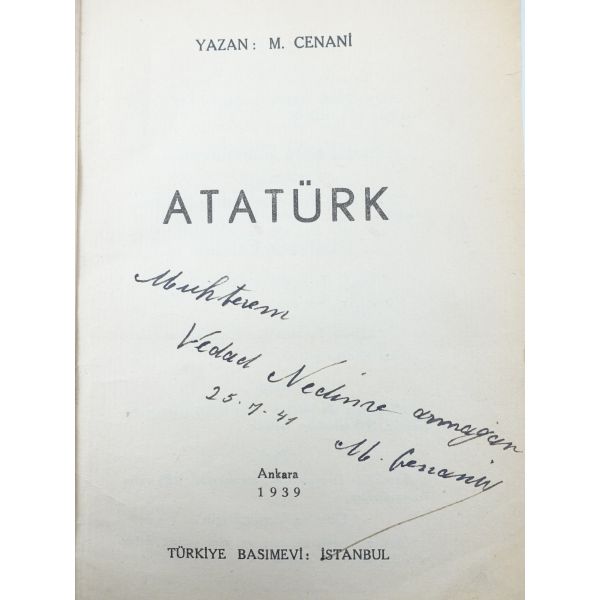 YAZAN: M. CENANİ
ATATÜRK
Muhterem
Vedad Nedime armağan
25.7.41
M. Cenani
Ankara
1939
TÜRKİYE BASIMEVİ: İSTANBUL